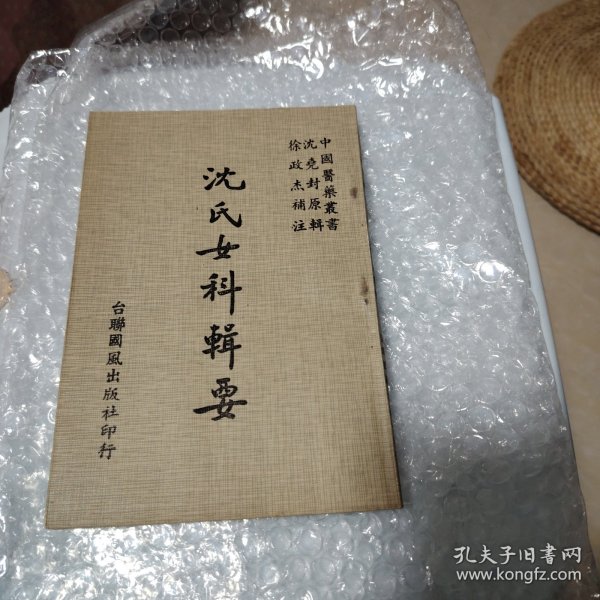 中國醫藥叢書
沈堯封原輯
徐政杰補注
沈氏女科輯要
台聯國風出版社印行
孔夫子旧書网
www.kongfz.com